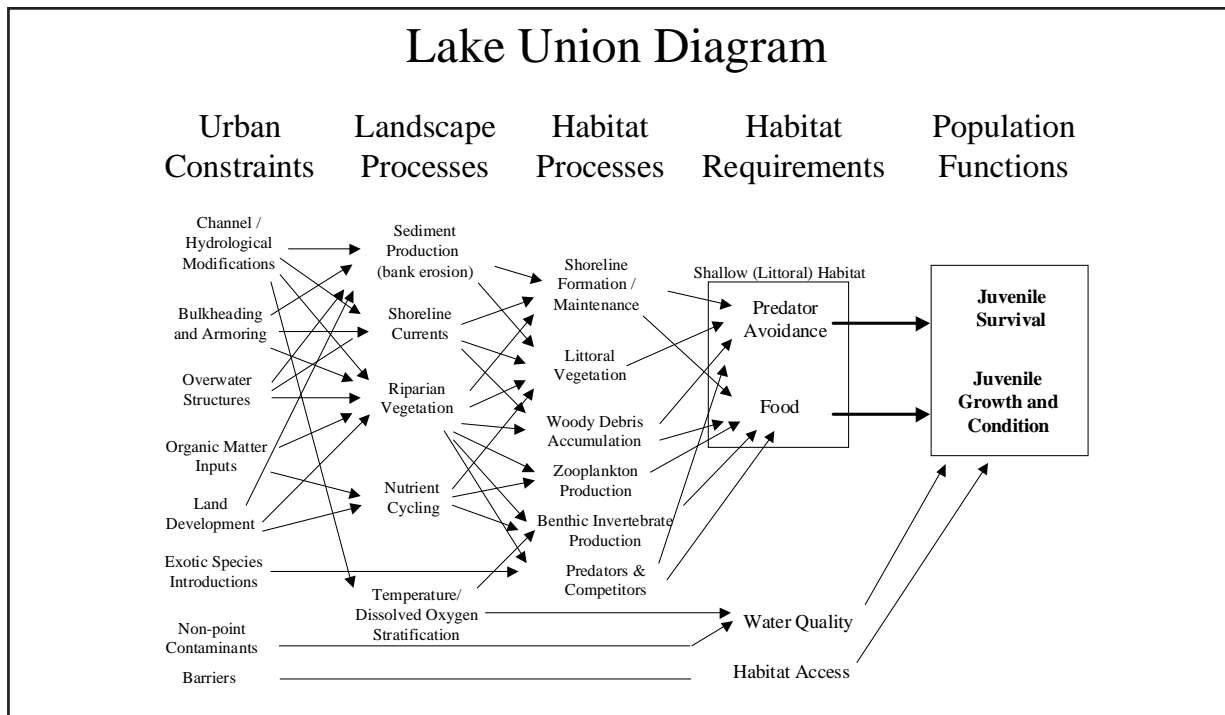 Lake Union Diagram
Urban
Constraints
Landscape
Processes
Habitat
Processes
Habitat
Requirements
Population
Functions
Channel /
Hydrological
Modifications
Bulkheading
and Armoring
Overwater
Structures
Organic Matter
Inputs
Land
Development
Exotic Species
Introductions
Non-point
Contaminants
Barriers
Sediment
Production
(bank erosion)
Shoreline
Currents
Riparian
Vegetation
Nutrient
Cycling
Temperature/
Dissolved Oxygen
Stratification
Shoreline
Formation /
Maintenance
Littoral
Vegetation
Woody Debris
Accumulation
Zooplankton
Production
Benthic Invertebrate
Production
Predators &
Competitors
Shallow (Littoral) Habitat
Predator
Avoidance
Food
Water Quality
Habitat Access
Juvenile
Survival
Juvenile
Growth and
Condition